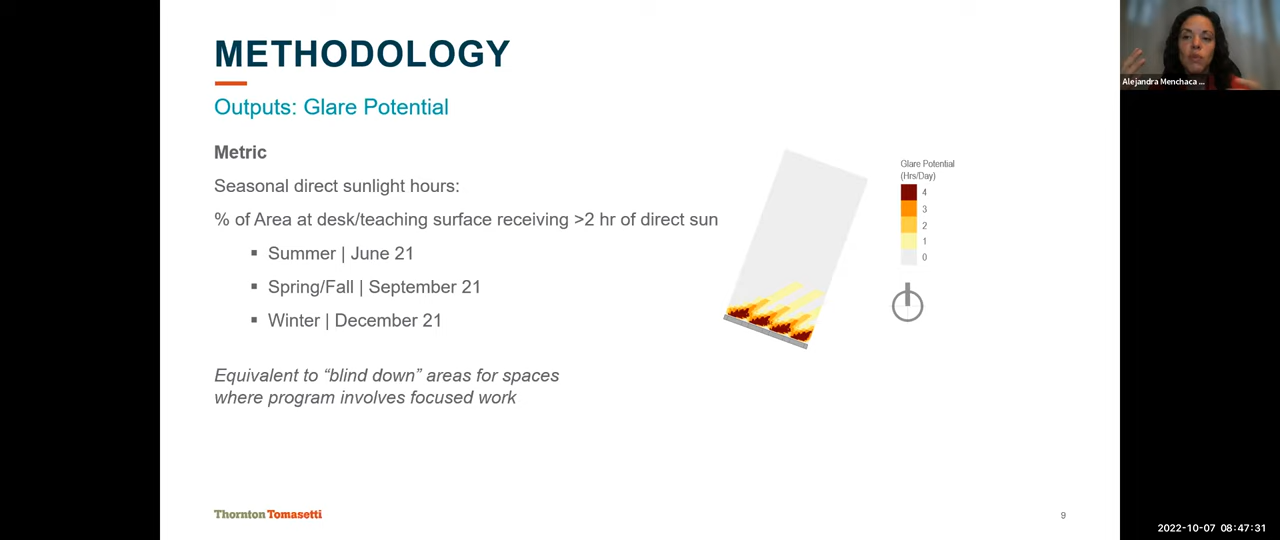 METHODOLOGY
Outputs: Glare Potential
Metric
Seasonal direct sunlight hours:
% of Area at desk/teaching surface receiving >2 hr of direct sun
▪ Summer | June 21
▪ Spring/Fall | September 21
▪ Winter | December 21
Equivalent to “blind down” areas for spaces
where program involves focused work
Glare Potential
(Hrs/Day)
4
3
2
1
0
Thornton Tomasetti
9
Alejandra Menchaca ...
2022-10-07 08:47:31